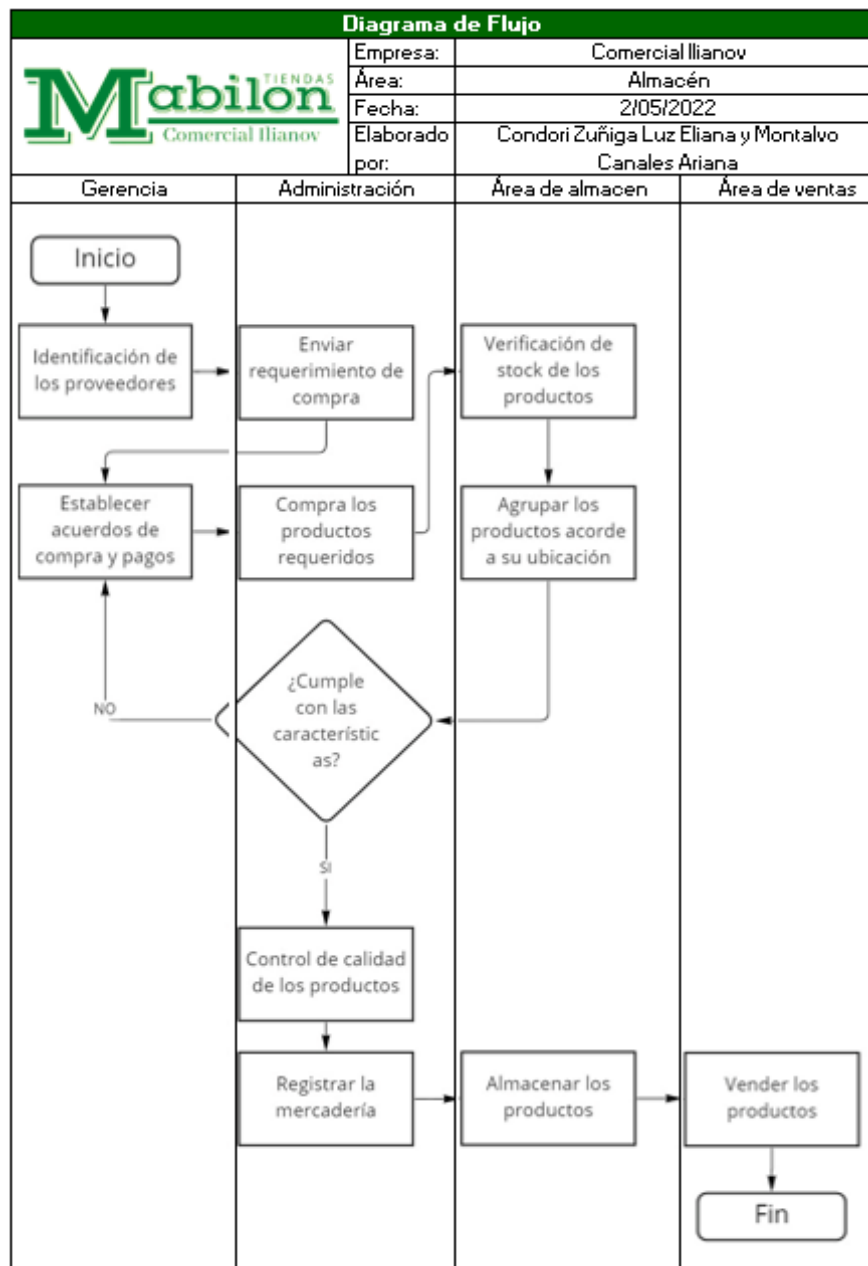 Diagrama de Flujo
TIENDAS
Mabilon
Comercial Ilianov
Empresa:
Comercial Ilianov
Área:
Almacén
Fecha:
2/05/2022
Elaborado
por:
Condori Zuñiga Luz Eliana y Montalvo
Canales Ariana
Gerencia
Administración
Área de almacen
Área de ventas
Inicio
Identificación de
los proveedores
Enviar
requerimiento de
compra
Verificación de
stock de los
productos
Establecer
acuerdos de
compra y pagos
Compra los
productos
requeridos
Agrupar los
productos acorde
a su ubicación
¿Cumple
con las
característic
as?
NO
SI
Control de calidad
de los productos
Registrar la
mercadería
Almacenar los
productos
Vender los
productos
Fin